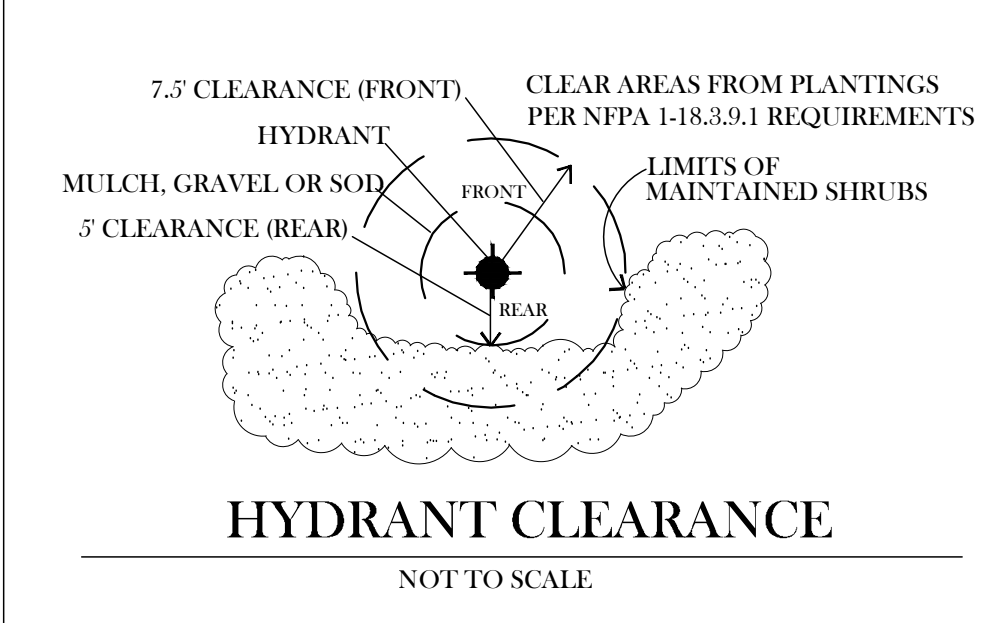 7.5' CLEARANCE (FRONT)
CLEAR AREAS FROM PLANTINGS
PER NFPA 1-18.3.9.1 REQUIREMENTS
HYDRANT
LIMITS OF
MAINTAINED SHRUBS
MULCH, GRAVEL OR SOD
FRONT
5' CLEARANCE (REAR)
REAR
HYDRANT CLEARANCE
NOT TO SCALE